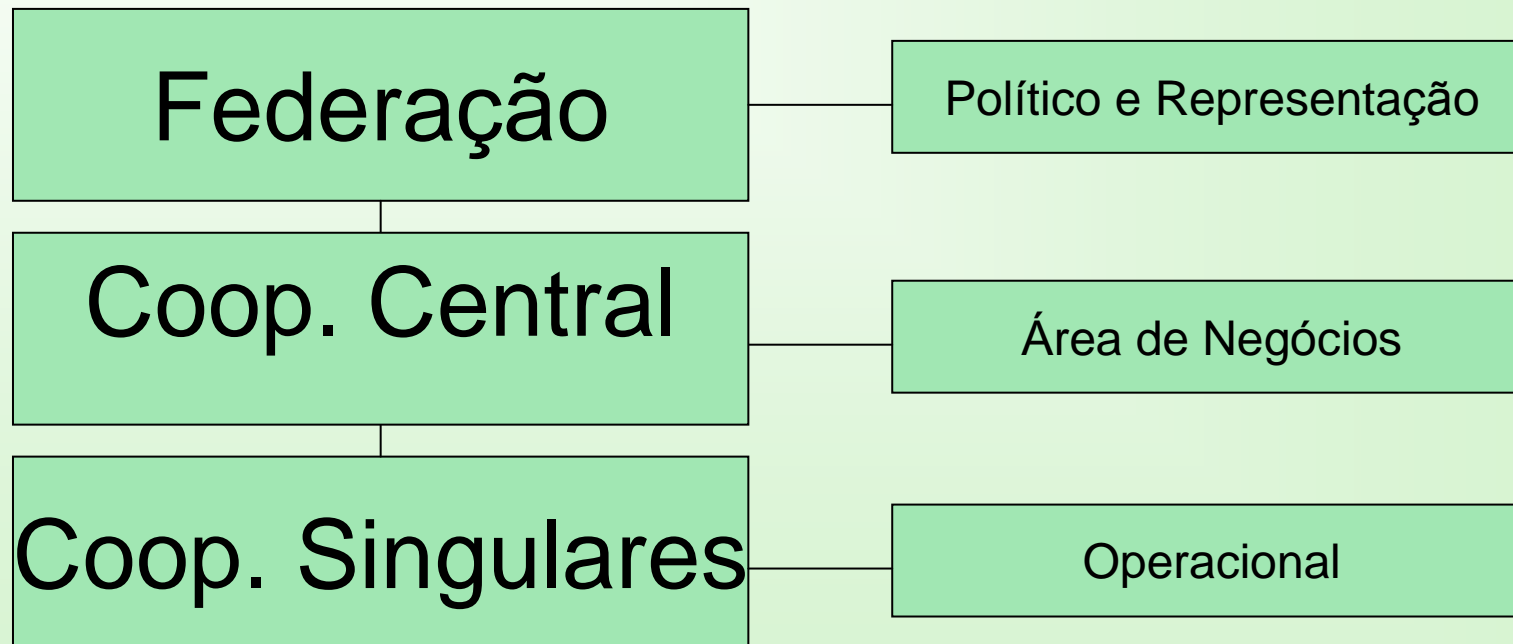 Federação
Político e Representação
Coop. Central
Área de Negócios
Coop. Singulares
Operacional